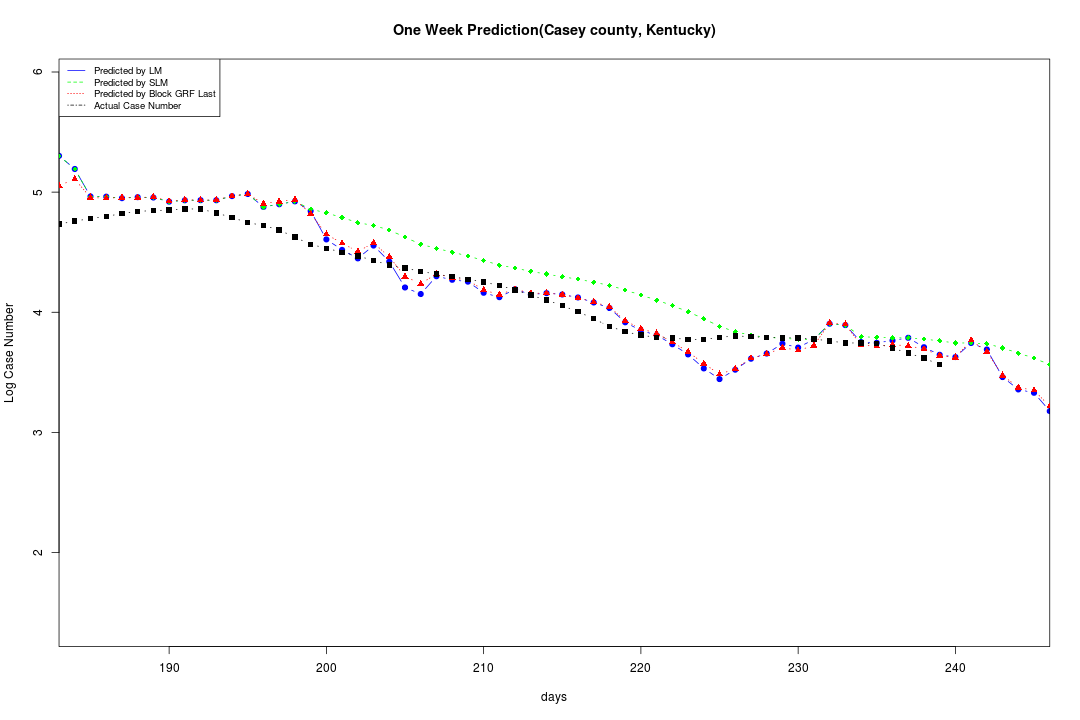 One Week Prediction(Casey county, Kentucky)
Predicted by LM
Predicted by SLM
Predicted by Block GRF Last
Actual Case Number
6
5
4
3
2
Log Case Number
190 200 210 220 230 240
days